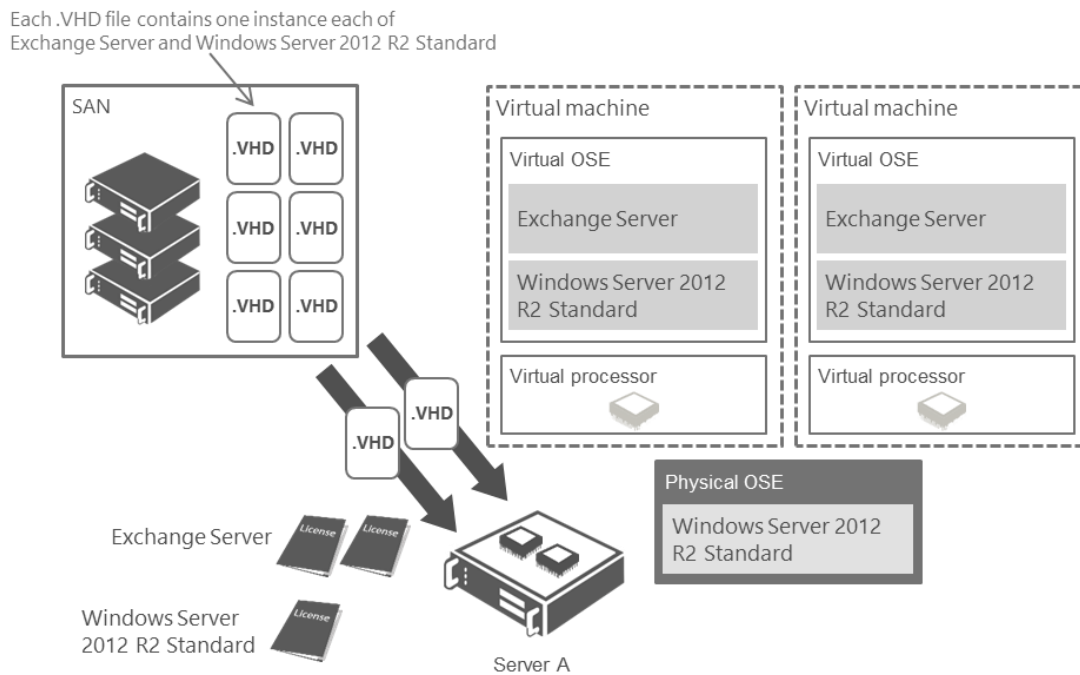 Each .VHD file contains one instance each of
Exchange Server and Windows Server 2012 R2 Standard
SAN
.VHD
.VHD
.VHD
.VHD
.VHD
.VHD
.VHD
.VHD
Virtual machine
Virtual OSE
Exchange Server
Windows Server 2012
R2 Standard
Virtual processor
Virtual machine
Virtual OSE
Exchange Server
Windows Server 2012
R2 Standard
Virtual processor
Physical OSE
Windows Server 2012
R2 Standard
Exchange Server
License
License
Windows Server
2012 R2 Standard
License
Server A